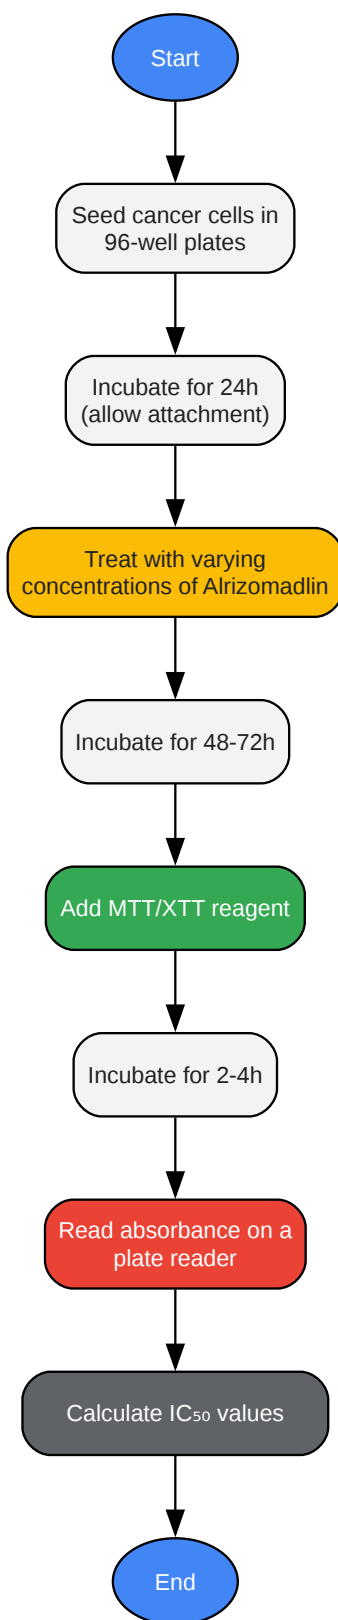 Start
Seed cancer cells in
96-well plates
Incubate for 24h
(allow attachment)
Treat with varying
concentrations of Alrizomadlin
Incubate for 48-72h
Add MTT/XTT reagent
Incubate for 2-4h
Read absorbance on a
plate reader
Calculate IC₅₀ values
End